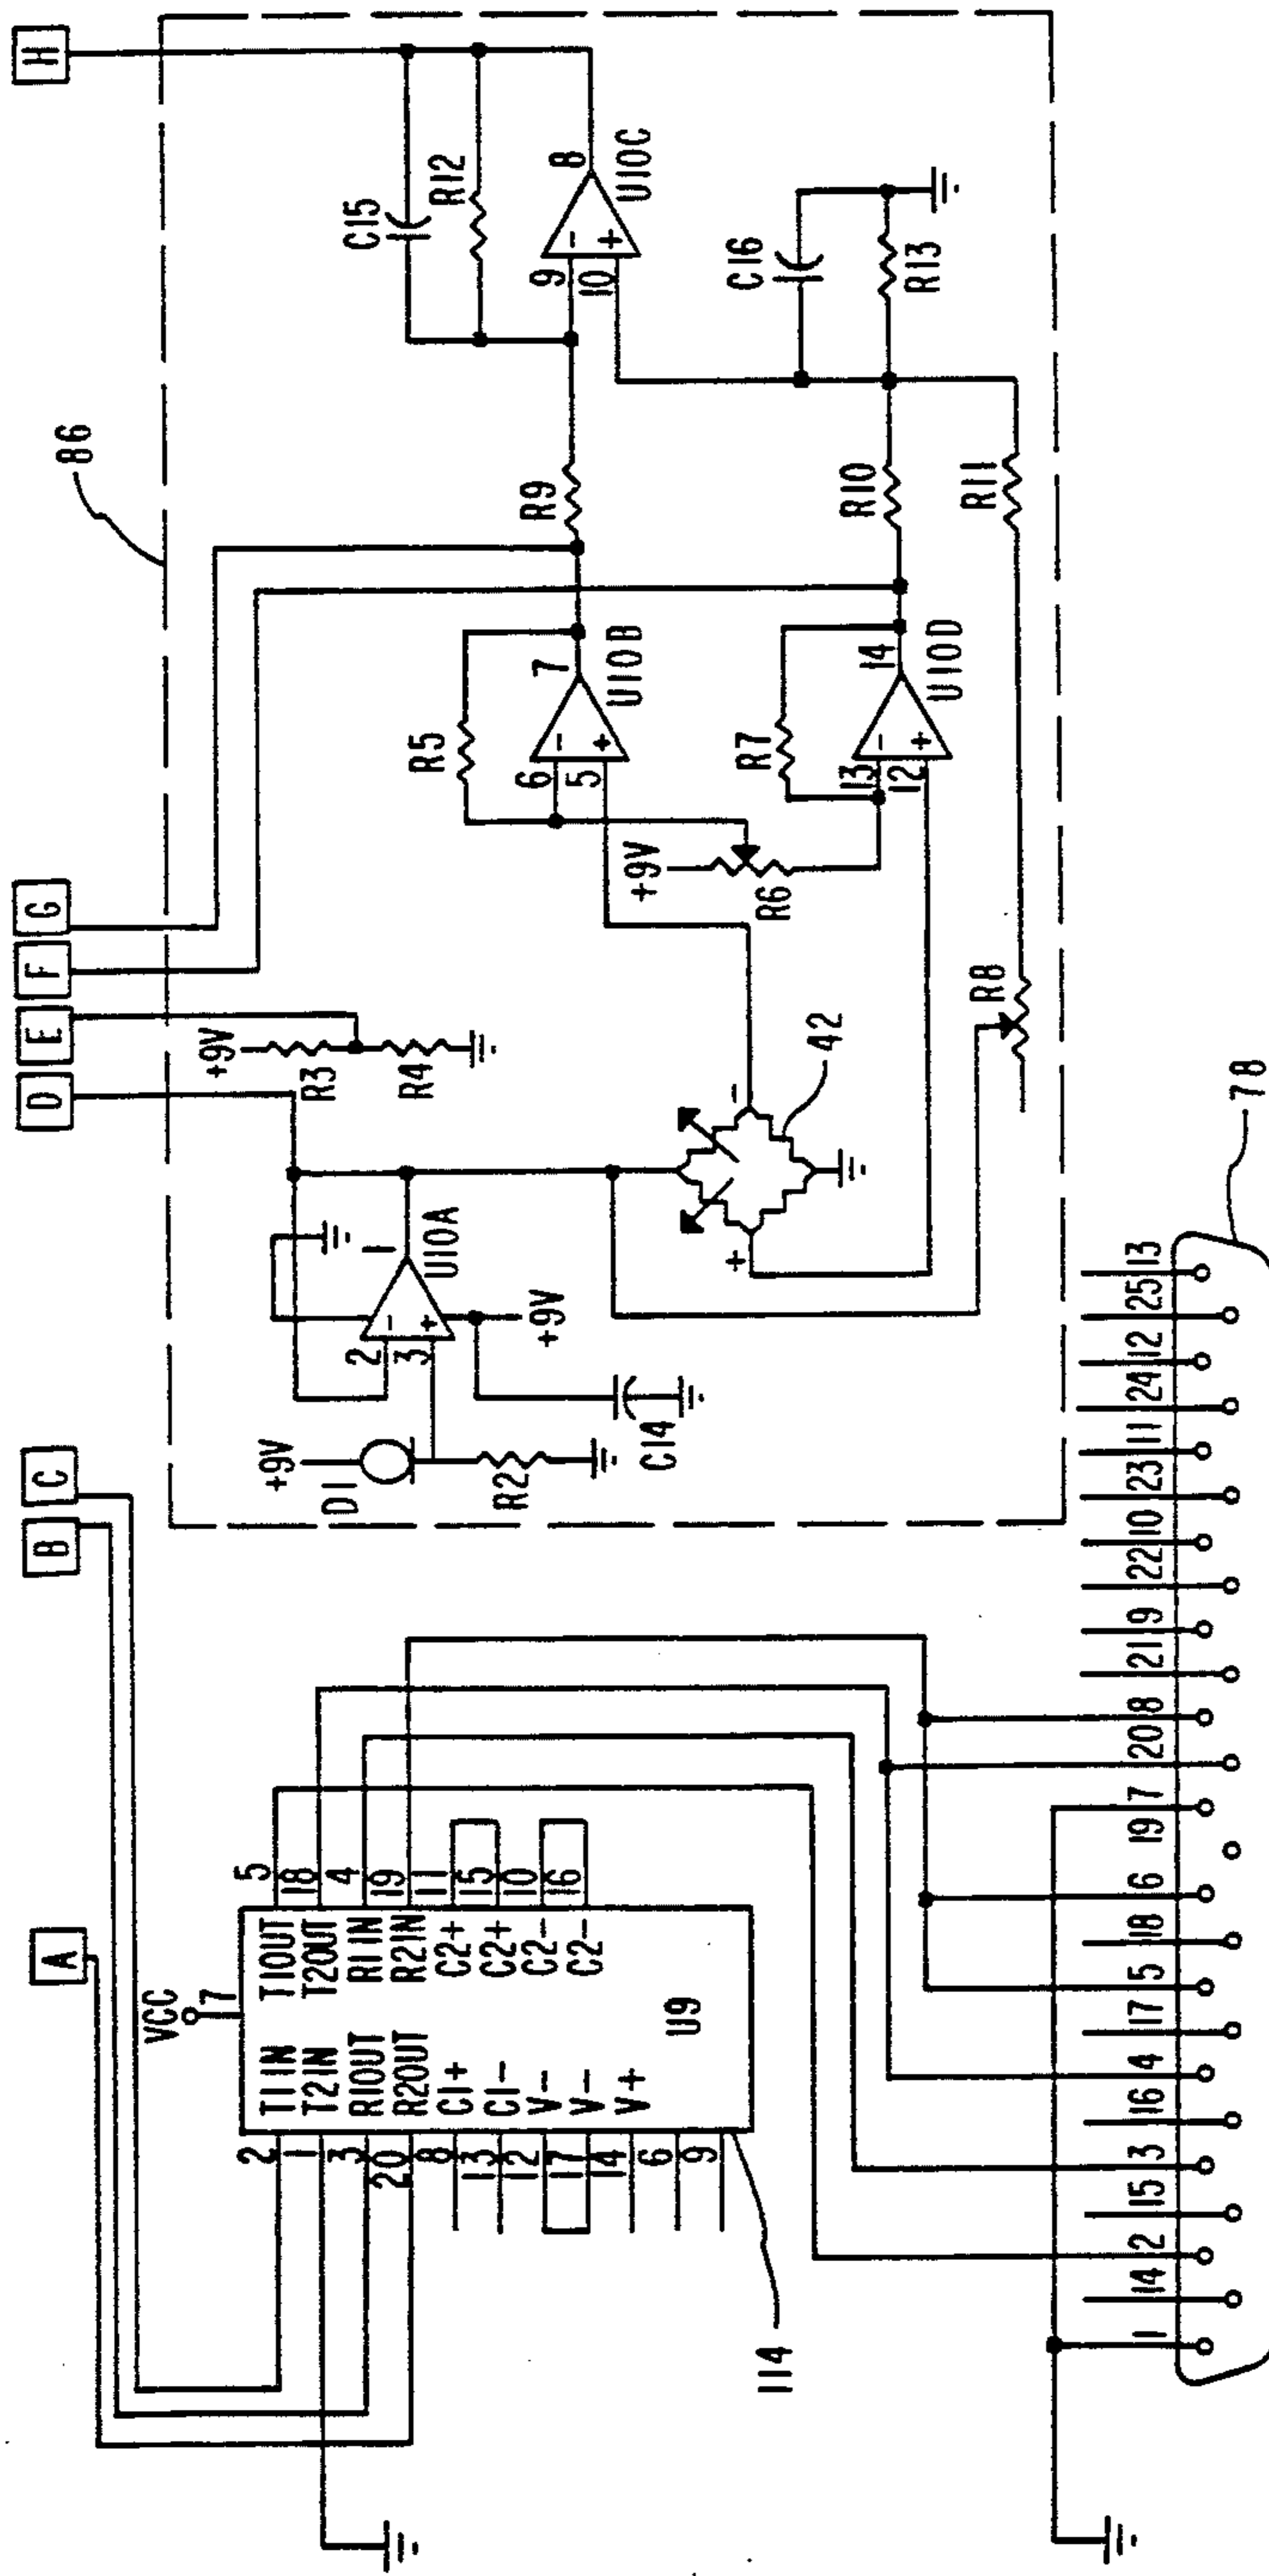 A
B
C
D
E
F
G
H
86
VCC
7
2
1
3
20
8
13
12
17
14
6
9
T1IN
T2IN
R1OUT
R2OUT
C1+
C1-
V-
V-
V+
T1OUT
T2OUT
R1IN
R2IN
C2+
C2+
C2-
C2-
U9
5
18
4
19
11
15
10
16
114
+9V
D1
R2
2
3
-
+
1
U10A
+9V
C14
+9V
R3
R4
+
-
42
R8
+9V
R6
R5
6
5
-
+
7
U10B
R7
13
12
-
+
14
U10D
R9
R10
R11
C15
R12
9
10
-
+
8
U10C
C16
R13
1
14
2
15
3
16
4
17
5
18
6
19
7
20
8
21
9
22
10
23
11
24
12
25
13
78